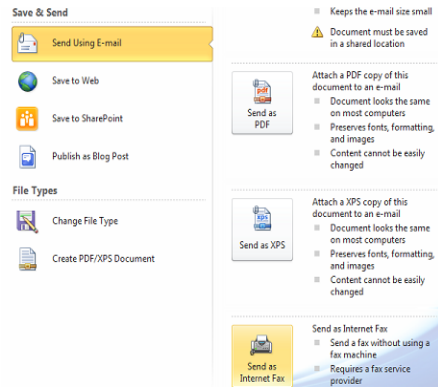 Save & Send
Send Using E-mail
Save to Web
Save to SharePoint
Publish as Blog Post
File Types
Change File Type
Create PDF/XPS Document
Keeps the e-mail size small
Document must be saved
in a shared location
Send as
PDF
Attach a PDF copy of this
document to an e-mail
Document looks the same
on most computers
Preserves fonts, formatting,
and images
Content cannot be easily
changed
Send as XPS
Attach a XPS copy of this
document to an e-mail
Document looks the same
on most computers
Preserves fonts, formatting,
and images
Content cannot be easily
changed
Send as
Internet Fax
Send as Internet Fax
Send a fax without using a
fax machine
Requires a fax service
provider